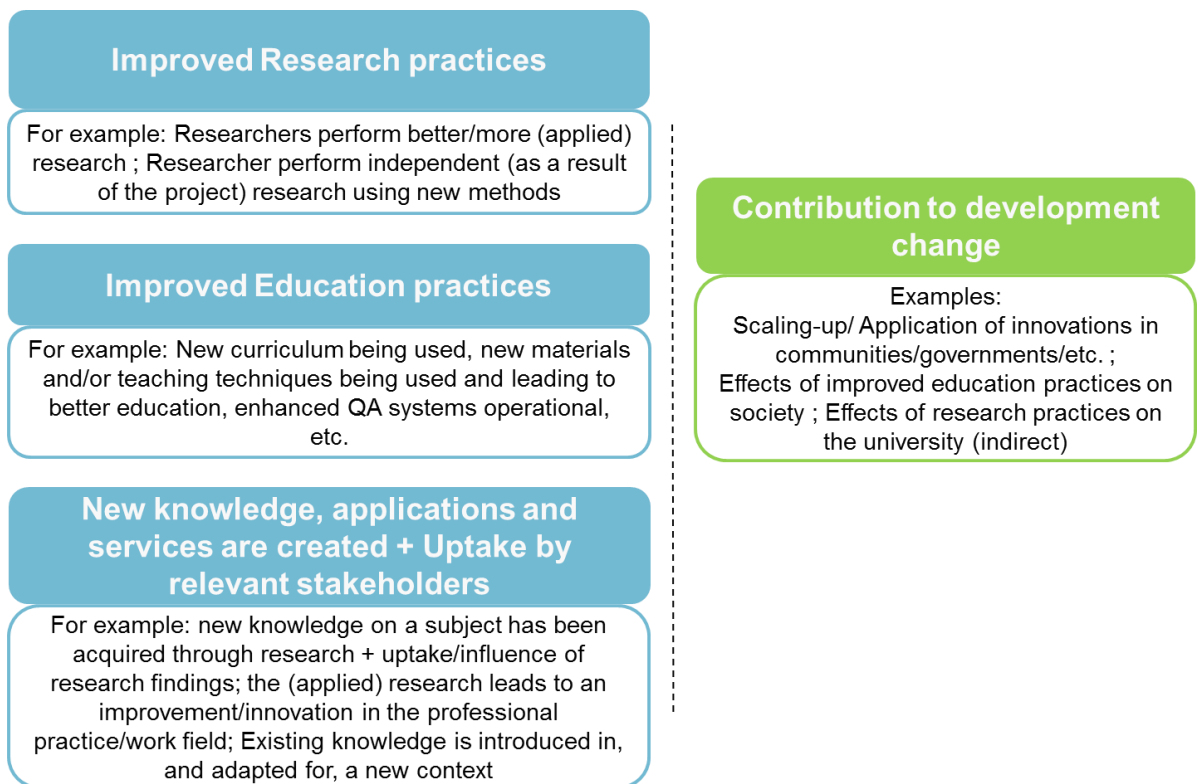 Improved Research practices
For example: Researchers perform better/more (applied)
research ; Researcher perform independent (as a result
of the project) research using new methods
Improved Education practices
For example: New curriculum being used, new materials
and/or teaching techniques being used and leading to
better education, enhanced QA systems operational,
etc.
New knowledge, applications and
services are created + Uptake by
relevant stakeholders
For example: new knowledge on a subject has been
acquired through research + uptake/influence of
research findings; the (applied) research leads to an
improvement/innovation in the professional
practice/work field; Existing knowledge is introduced in,
and adapted for, a new context
Contribution to development
change
Examples:
Scaling-up/ Application of innovations in
communities/governments/etc. ;
Effects of improved education practices on
society ; Effects of research practices on
the university (indirect)